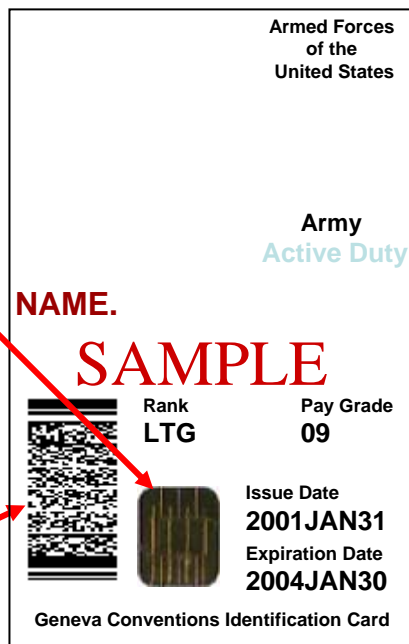 Armed Forces
of the
United States
Army
Active Duty
NAME.
SAMPLE
Rank Pay Grade
LTG 09
Issue Date
2001JAN31
Expiration Date
2004JAN30
Geneva Conventions Identification Card